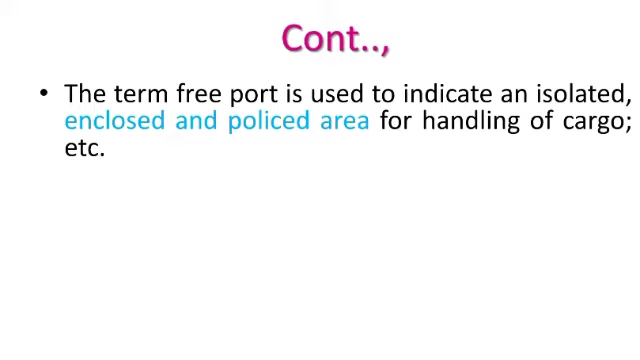 Cont..,
• The term free port is used to indicate an isolated,
enclosed and policed area for handling of cargo;
etc.